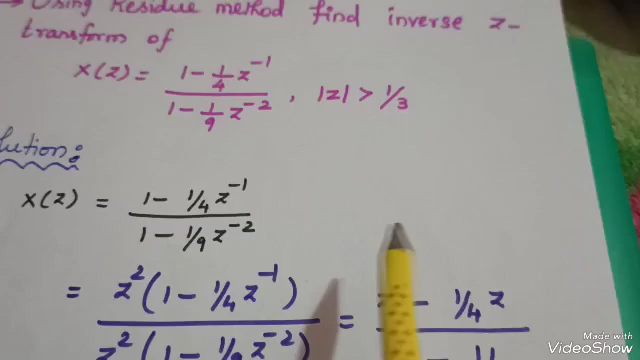 → Using Residue method find inverse z-
transform of
X(z) = (1 - 1/4 z^-1) / (1 - 1/9 z^-2) , |z| > 1/3
lution:
X(z) = (1 - 1/4 z^-1) / (1 - 1/9 z^-2)
= z^2(1 - 1/4 z^-1) / z^2(1 - 1/9 z^-2) = - 1/4 z
Made with
VideoShow